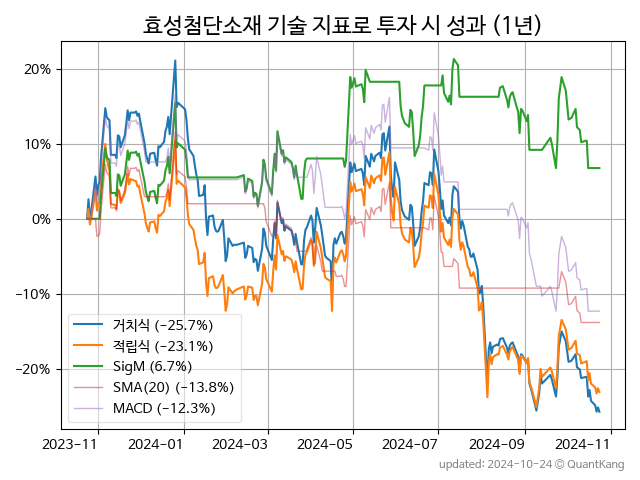 효성첨단소재 기술 지표로 투자 시 성과 (1년)
20%
10%
0%
−10%
−20%
거치식 (−25.7%)
적립식 (−23.1%)
SigM (6.7%)
SMA(20) (−13.8%)
MACD (−12.3%)
2023−11 2024−01 2024−03 2024−05 2024−07 2024−09 2024−11
updated: 2024-10-24 © QuantKang